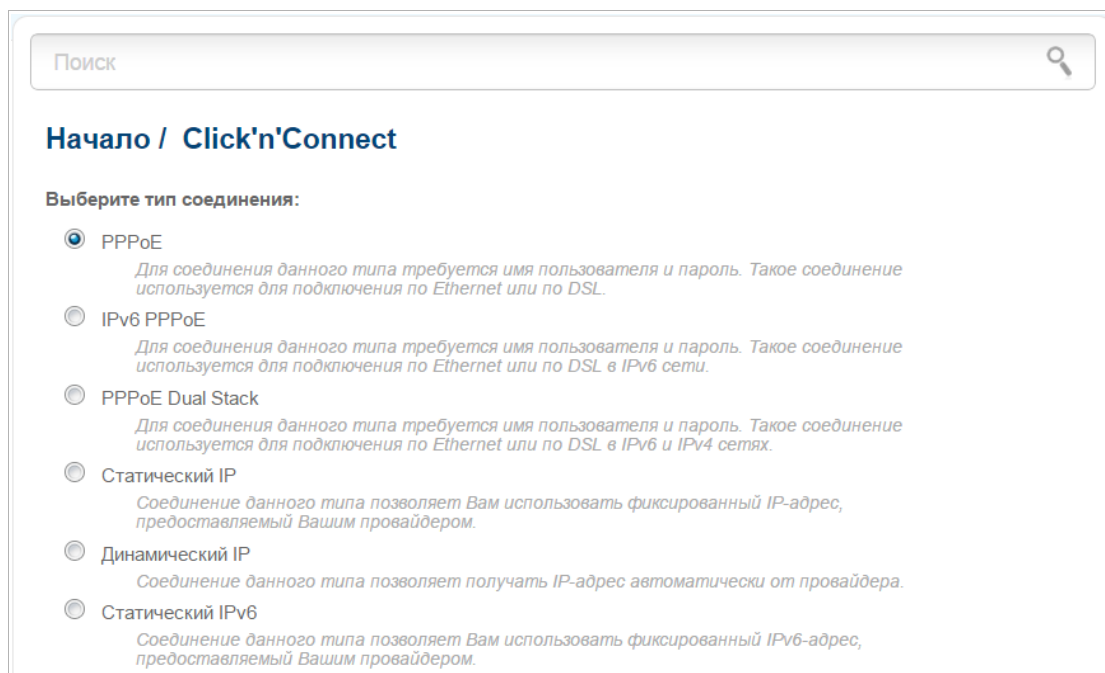 Поиск
Начало /  Click'n'Connect
Выберите тип соединения:
PPPoE
Для соединения данного типа требуется имя пользователя и пароль. Такое соединение
используется для подключения по Ethernet или по DSL.
IPv6 PPPoE
Для соединения данного типа требуется имя пользователя и пароль. Такое соединение
используется для подключения по Ethernet или по DSL в IPv6 сети.
PPPoE Dual Stack
Для соединения данного типа требуется имя пользователя и пароль. Такое соединение
используется для подключения по Ethernet или по DSL в IPv6 и IPv4 сетях.
Статический IP
Соединение данного типа позволяет Вам использовать фиксированный IP-адрес,
предоставляемый Вашим провайдером.
Динамический IP
Соединение данного типа позволяет получать IP-адрес автоматически от провайдера.
Статический IPv6
Соединение данного типа позволяет Вам использовать фиксированный IPv6-адрес,
предоставляемый Вашим провайдером.